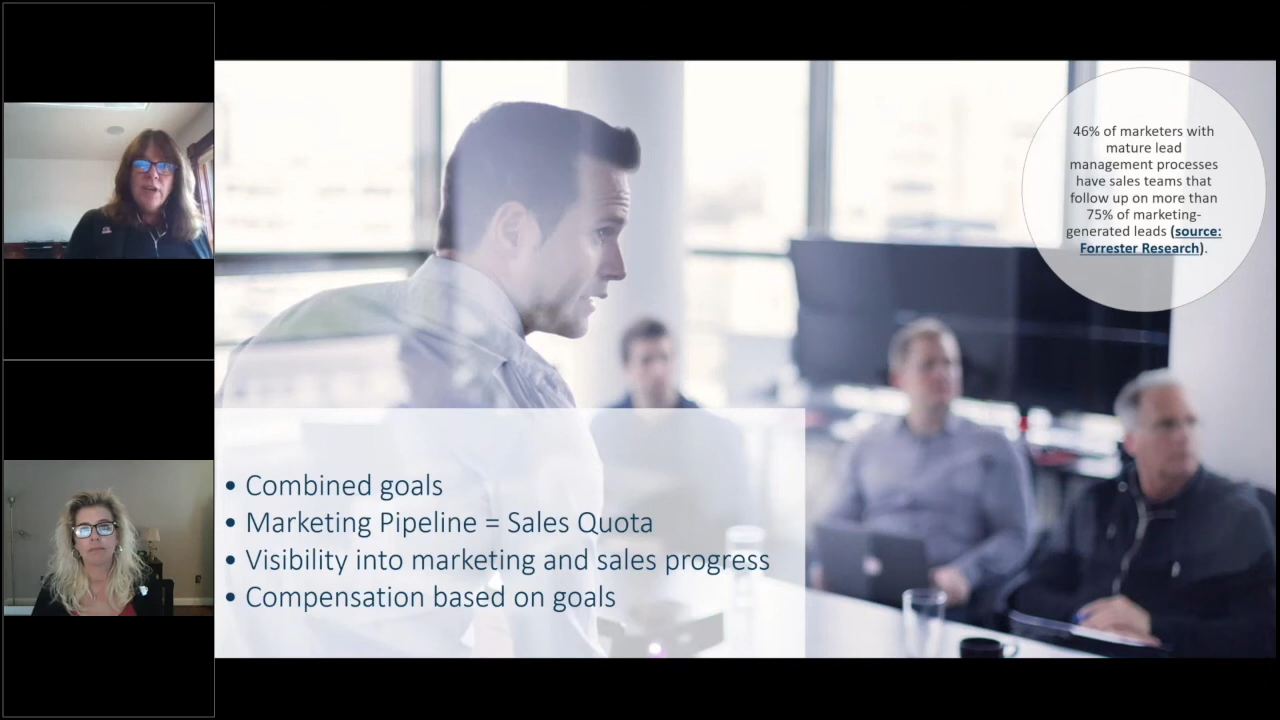 46% of marketers with
mature lead
management processes
have sales teams that
follow up on more than
75% of marketing-
generated leads (source:
Forrester Research).
• Combined goals
• Marketing Pipeline = Sales Quota
• Visibility into marketing and sales progress
• Compensation based on goals